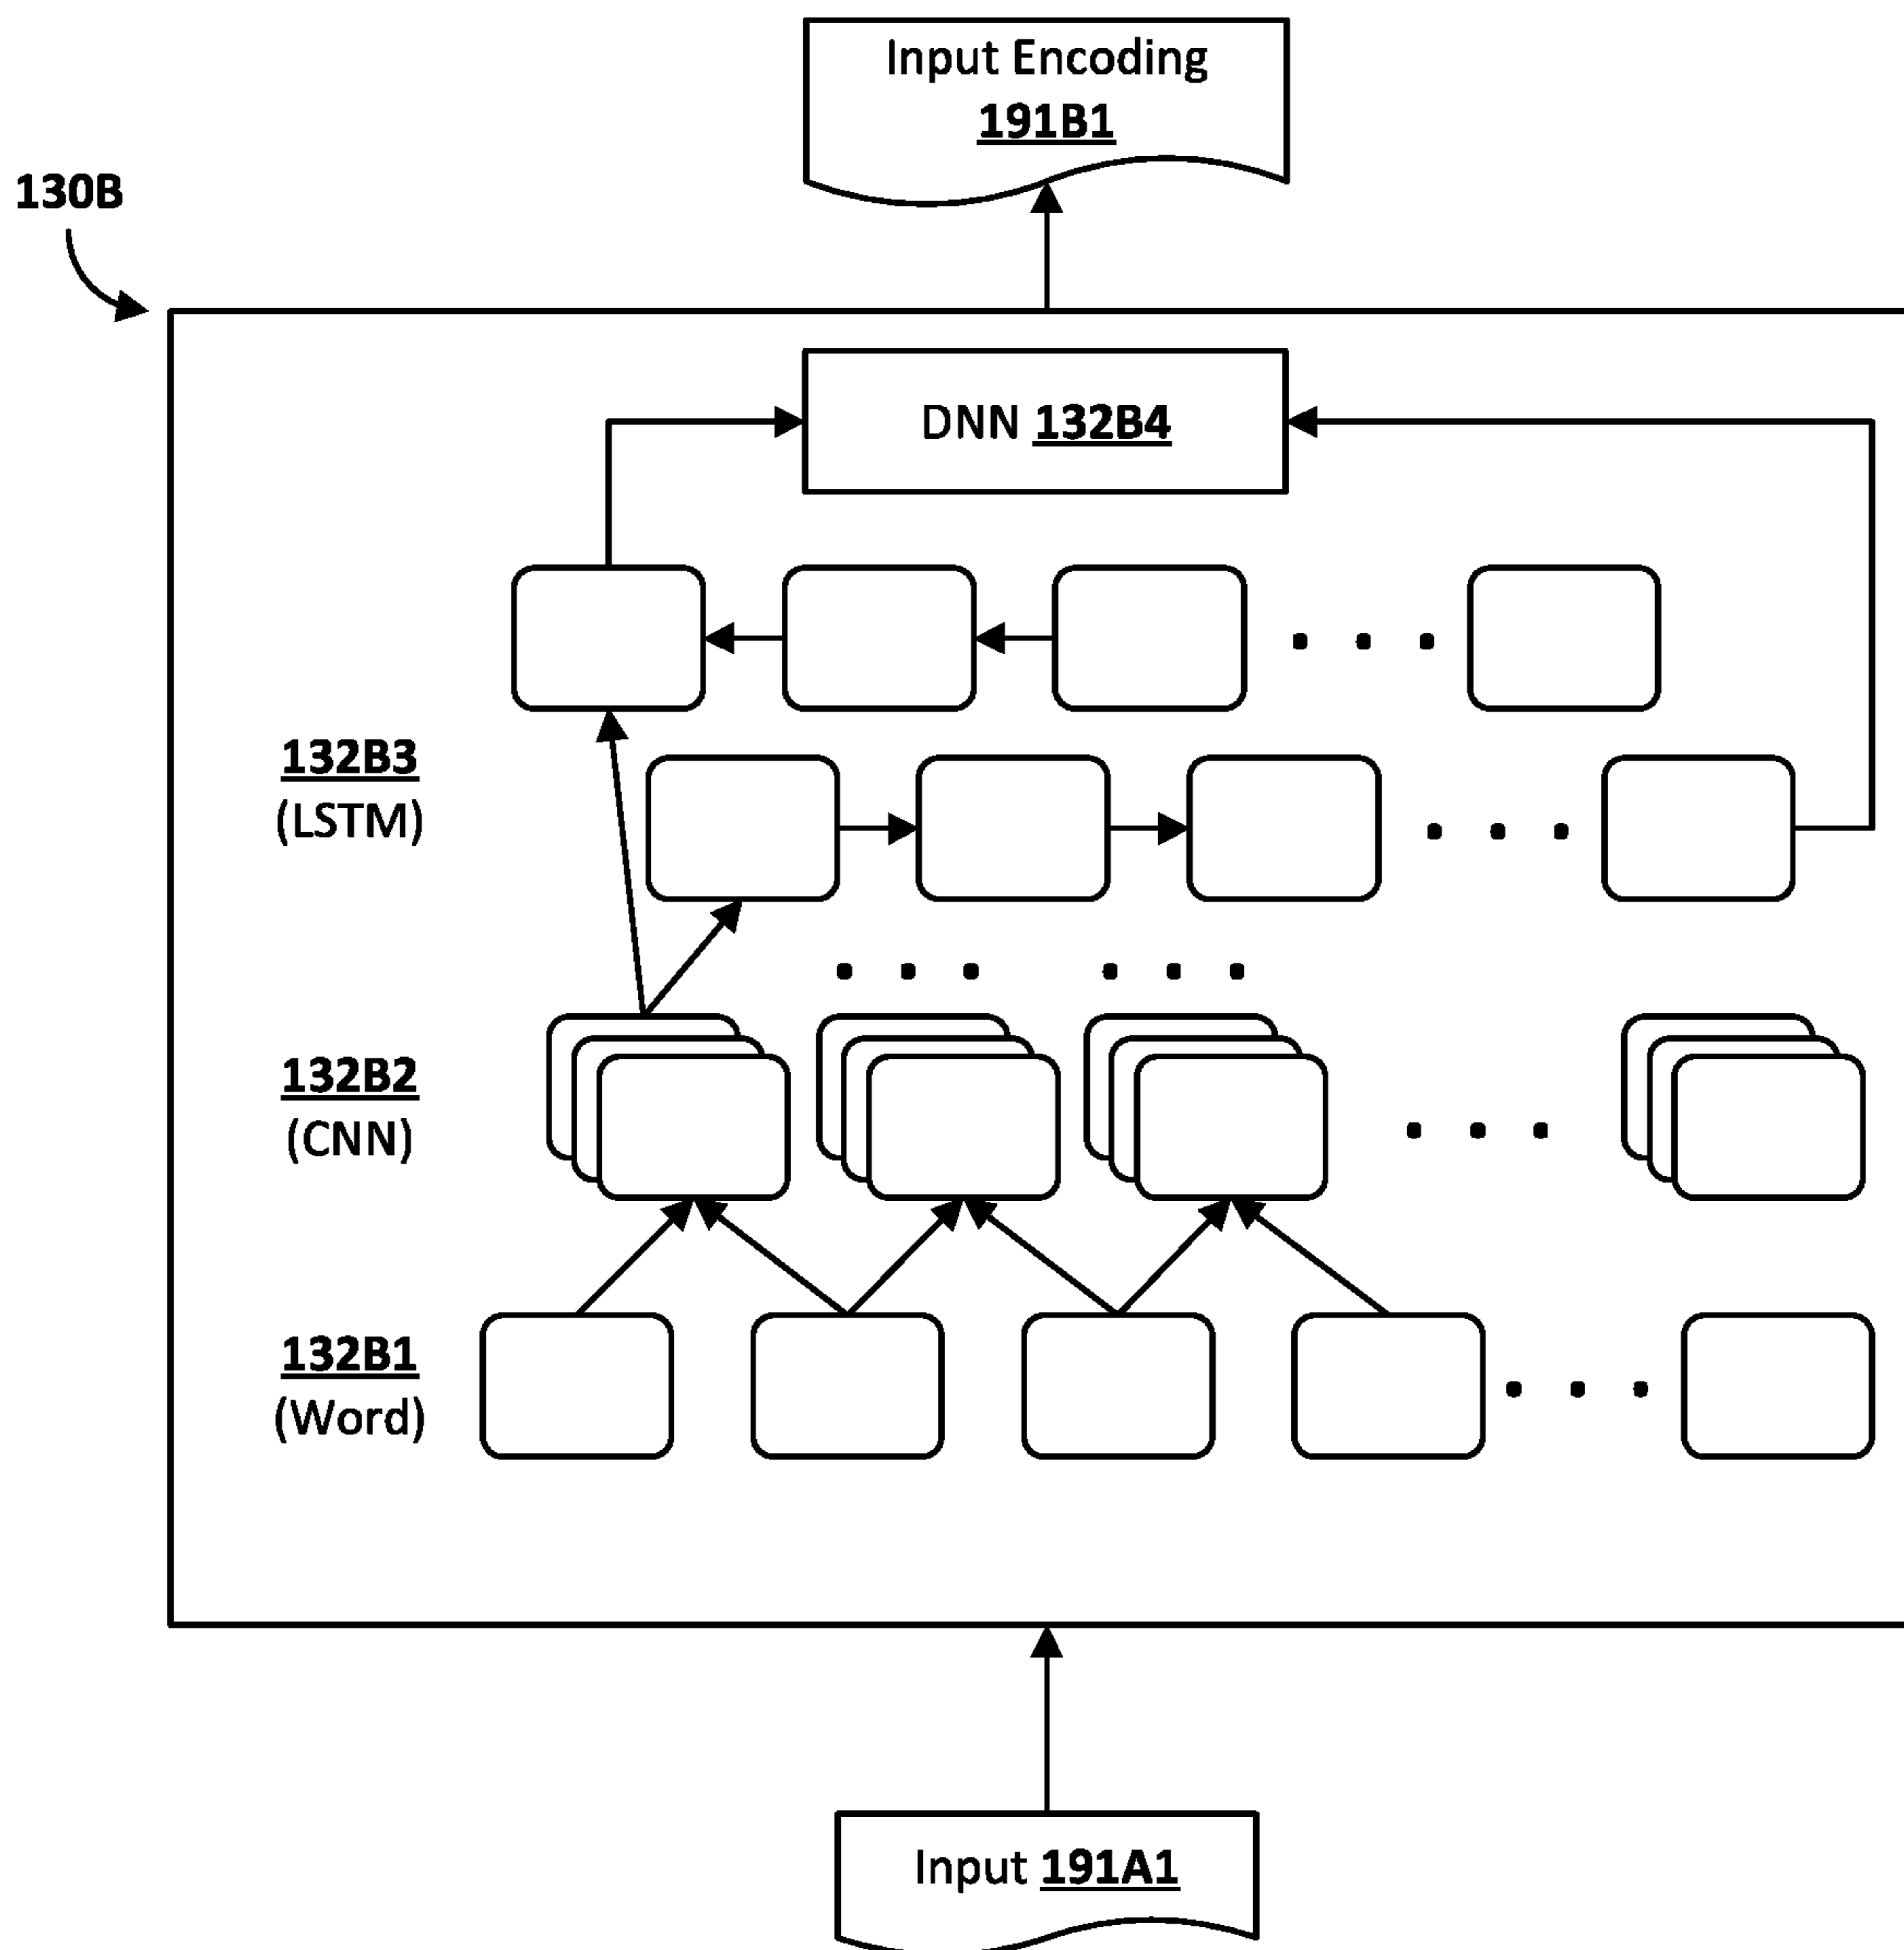 Input Encoding
191B1
130B
DNN 132B4
132B3
(LSTM)
132B2
(CNN)
132B1
(Word)
Input 191A1